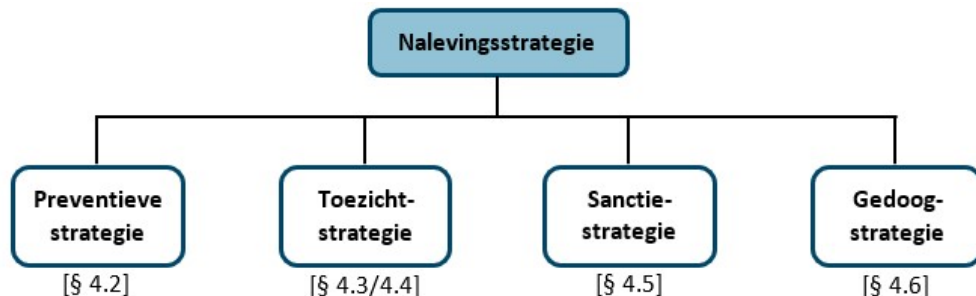 Nalevingsstrategie
Preventieve
strategie
[§ 4.2]
Toezicht-
strategie
[§ 4.3/4.4]
Sanctie-
strategie
[§ 4.5]
Gedoog-
strategie
[§ 4.6]